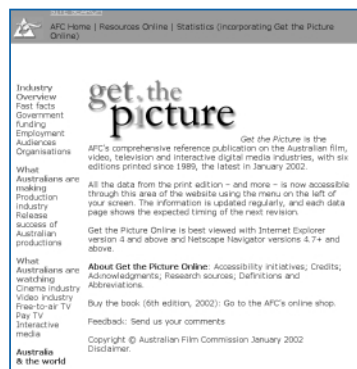 AFC Home | Resources Online | Statistics (incorporating Get the Picture
Online)
Industry
Overview
Fast facts
Government
funding
Employment
Audiences
Organisations
What
Australians are
making
Production
industry
Release
success of
Australian
productions
What
Australians are
watching
Cinema industry
Video industry
Free-to-air TV
Pay TV
Interactive
media
Australia
& the world
get.the
picture
Get the Picture is the
AFC's comprehensive reference publication on the Australian film,
video, television and interactive digital media industries, with six
editions printed since 1989, the latest in January 2002.
All the data from the print edition - and more - is now accessible
through this area of the website using the menu on the left
of your screen. The information is updated regularly, and each data
page shows the expected timing of the next revision.
Get the Picture Online is best viewed with Internet Explorer
version 4 and above and Netscape Navigator versions 4.7+ and
above.
About Get the Picture Online: Accessibility initiatives; Credits;
Acknowledgments; Research sources; Definitions and
Abbreviations.
Buy the book (6th edition, 2002): Go to the AFC's online shop.
Feedback: Send us your comments
Copyright © Australian Film Commission January 2002
Disclaimer.